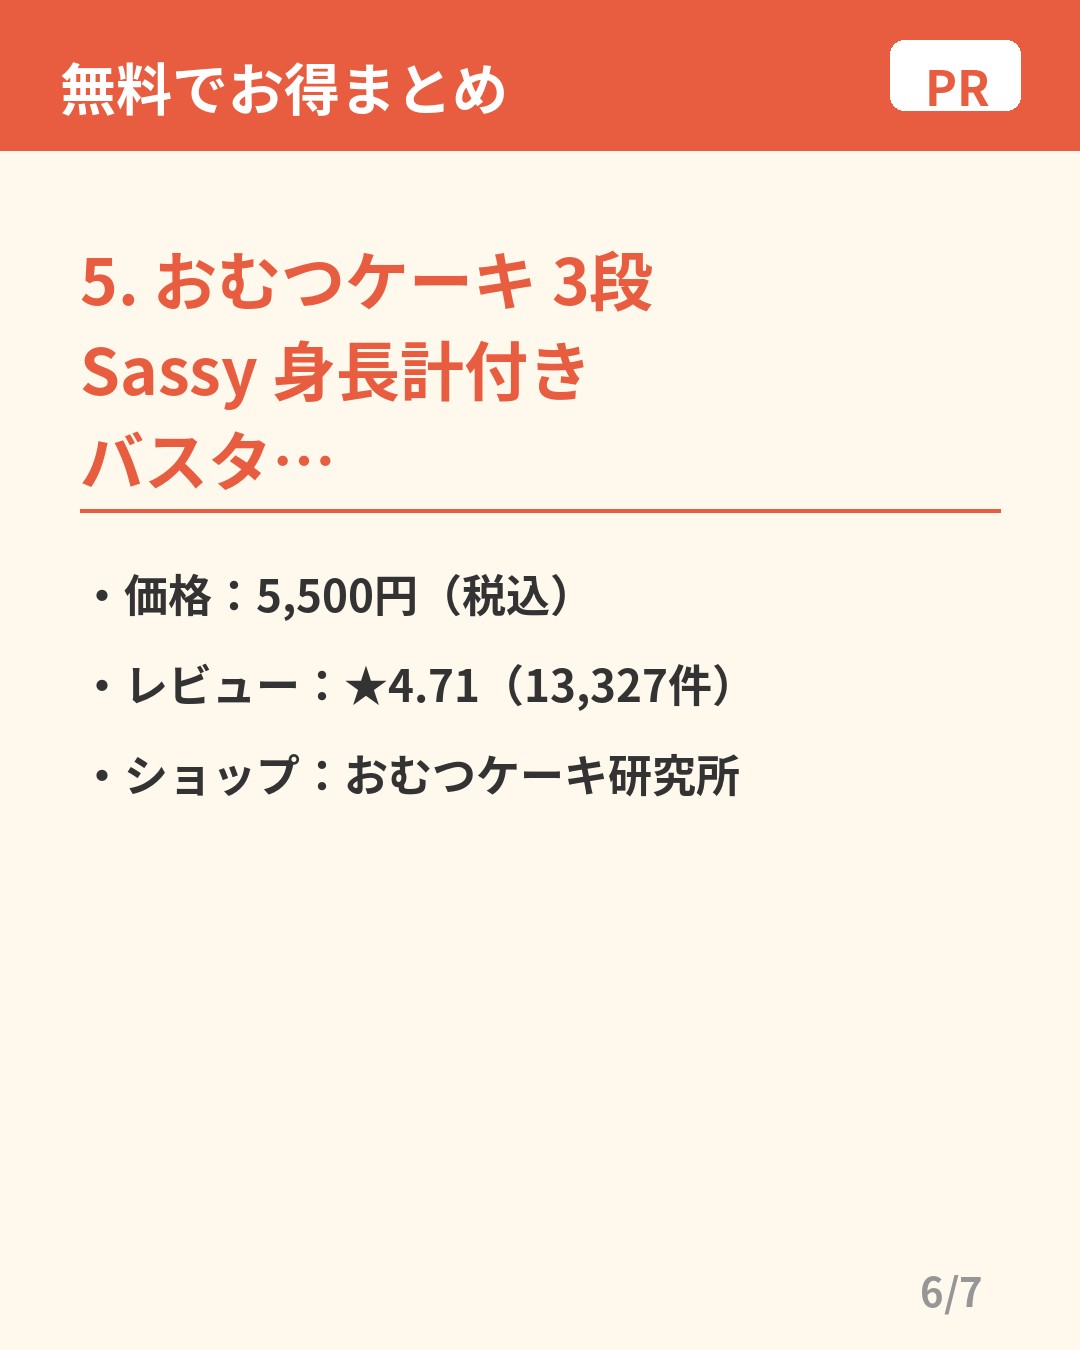 無料でお得まとめ
PR
5. おむつケーキ 3段
Sassy 身長計付き
バスタ…
・価格：5,500円（税込）
・レビュー：★4.71（13,327件）
・ショップ：おむつケーキ研究所
6/7